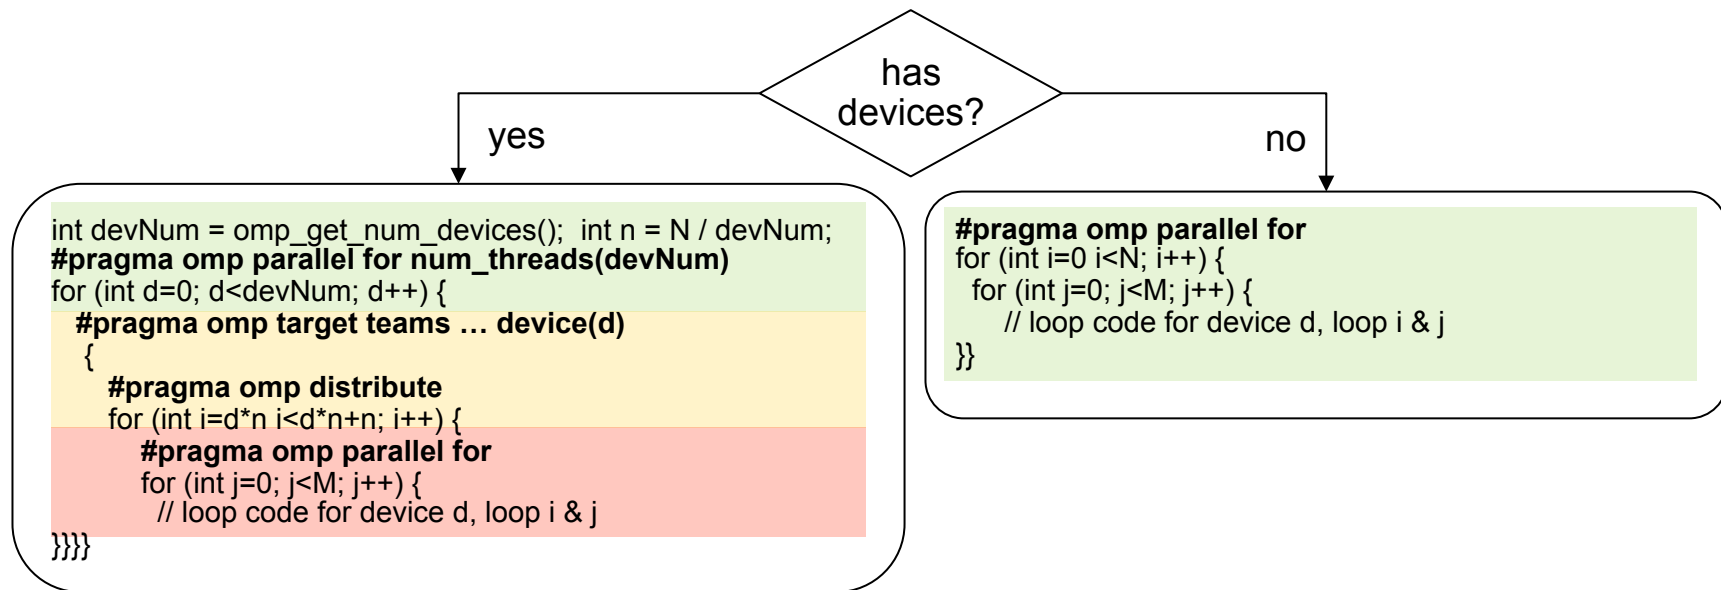 has
devices?
yes
no
int devNum = omp_get_num_devices();  int n = N / devNum;
#pragma omp parallel for num_threads(devNum)
for (int d=0; d<devNum; d++) {
#pragma omp target teams … device(d)
{
#pragma omp distribute
for (int i=d*n i<d*n+n; i++) {
#pragma omp parallel for
for (int j=0; j<M; j++) {
// loop code for device d, loop i & j
}}}}
#pragma omp parallel for
for (int i=0 i<N; i++) {
for (int j=0; j<M; j++) {
// loop code for device d, loop i & j
}}